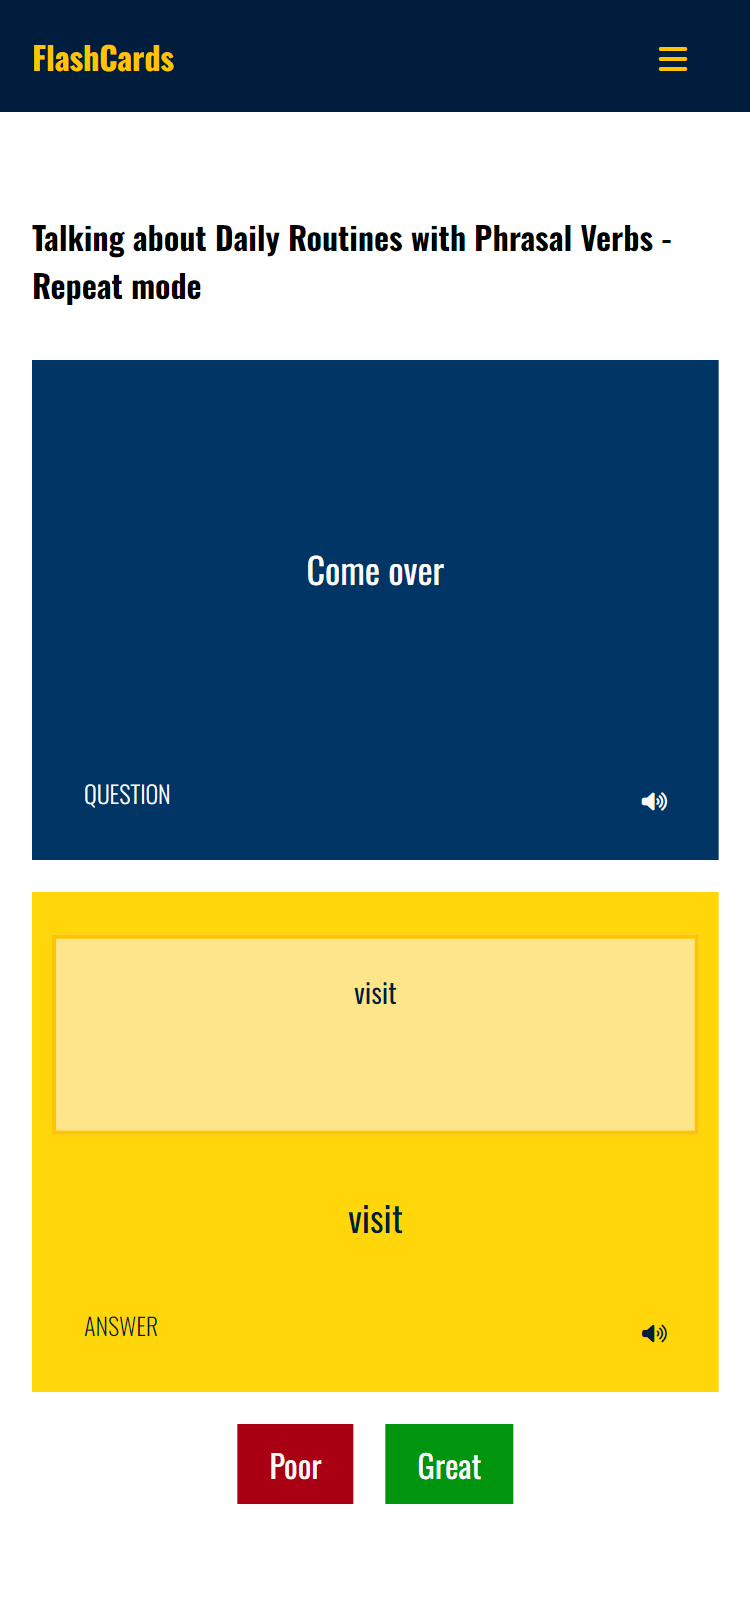 FlashCards
Talking about Daily Routines with Phrasal Verbs -
Repeat mode
Come over
QUESTION
visit
visit
ANSWER
Poor
Great